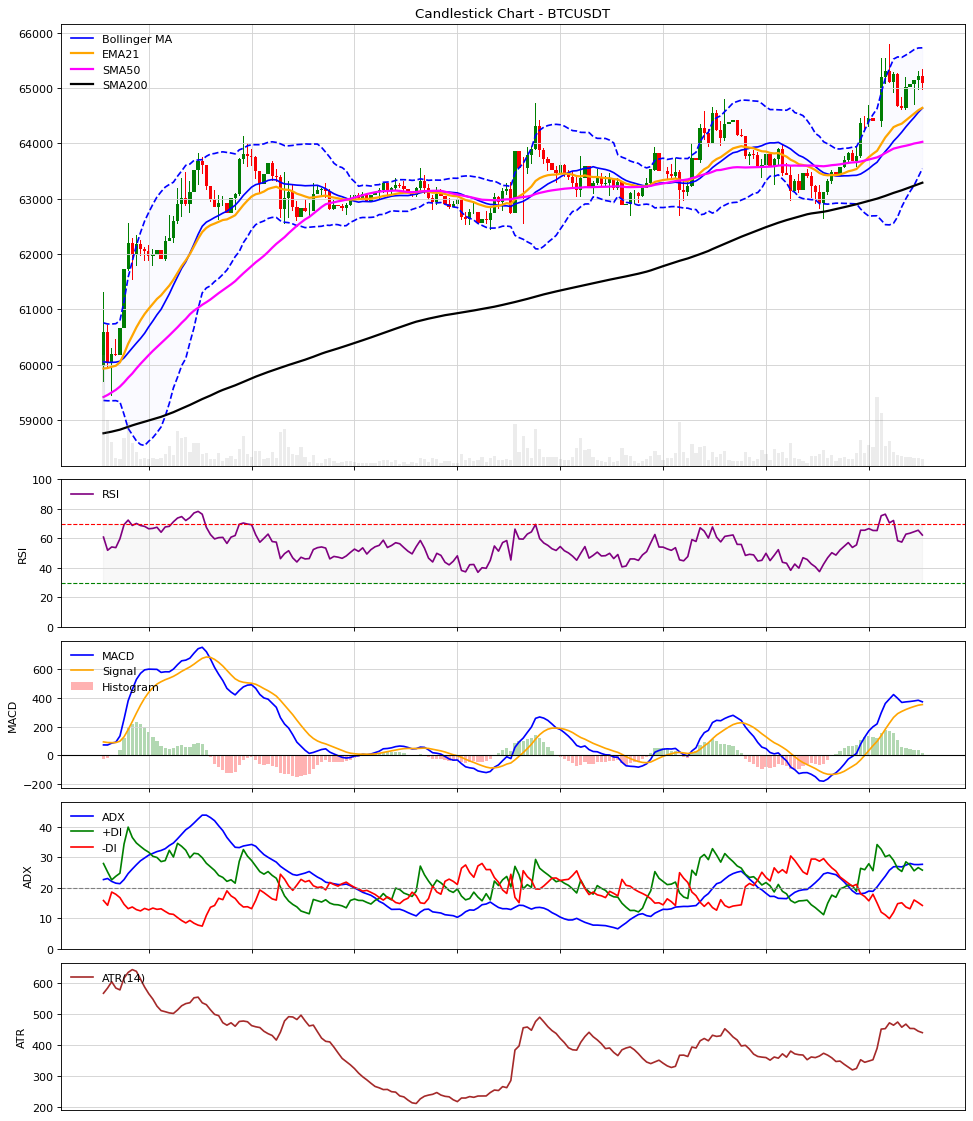 Candlestick Chart - BTCUSDT
66000
65000
64000
63000
62000
61000
60000
59000
Bollinger MA
EMA21
SMA50
SMA200
100
80
60
40
20
0
RSI
RSI
600
400
200
0
−200
MACD
MACD
Signal
Histogram
40
30
20
10
0
ADX
ADX
+DI
-DI
600
500
400
300
200
ATR
ATR(14)